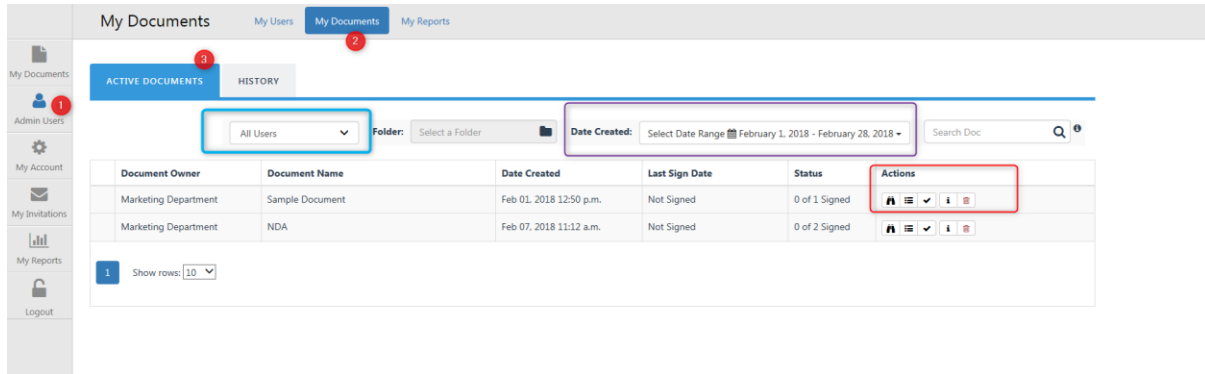 My Documents My Users My Documents My Reports
2
My Documents
3
ACTIVE DOCUMENTS HISTORY
1
Admin Users
All Users Folder: Select a Folder Date Created: Select Date Range February 1, 2018 - February 28, 2018 Search Doc
My Account
Document Owner Document Name Date Created Last Sign Date Status Actions
Marketing Department Sample Document Feb 01, 2018 12:50 p.m. Not Signed 0 of 1 Signed
My Invitations
Marketing Department NDA Feb 07, 2018 11:12 a.m. Not Signed 0 of 2 Signed
My Reports
1 Show rows: 10
Logout